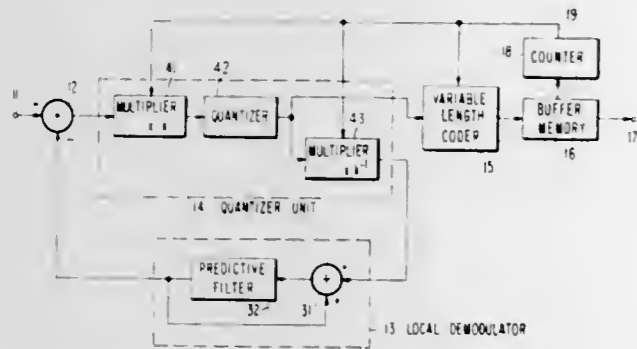 19
18
COUNTER
41
42
12
11
43
MULTIPLIER
x k
QUANTIZER
VARIABLE
LENGTH
CODER
BUFFER
MEMORY
17
MULTIPLIER
x k-1
15
16
14 QUANTIZER UNIT
PREDICTIVE
FILTER
32
31
13 LOCAL DEMODULATOR